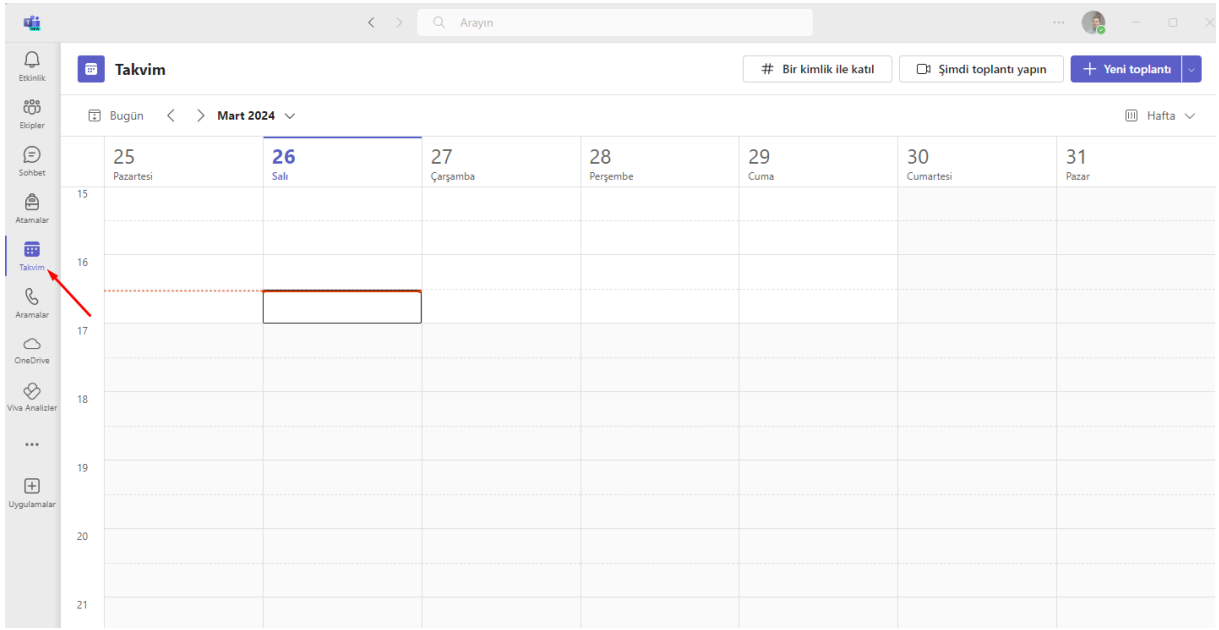 Arayın
Etkinlik
Ekipler
Sohbet
Atamalar
Takvim
Aramalar
OneDrive
Viva Analizler
Uygulamalar
Takvim
# Bir kimlik ile katıl
Şimdi toplantı yapın
+ Yeni toplantı
Bugün
Mart 2024
Hafta
25 Pazartesi
26 Salı
27 Çarşamba
28 Perşembe
29 Cuma
30 Cumartesi
31 Pazar
15
16
17
18
19
20
21